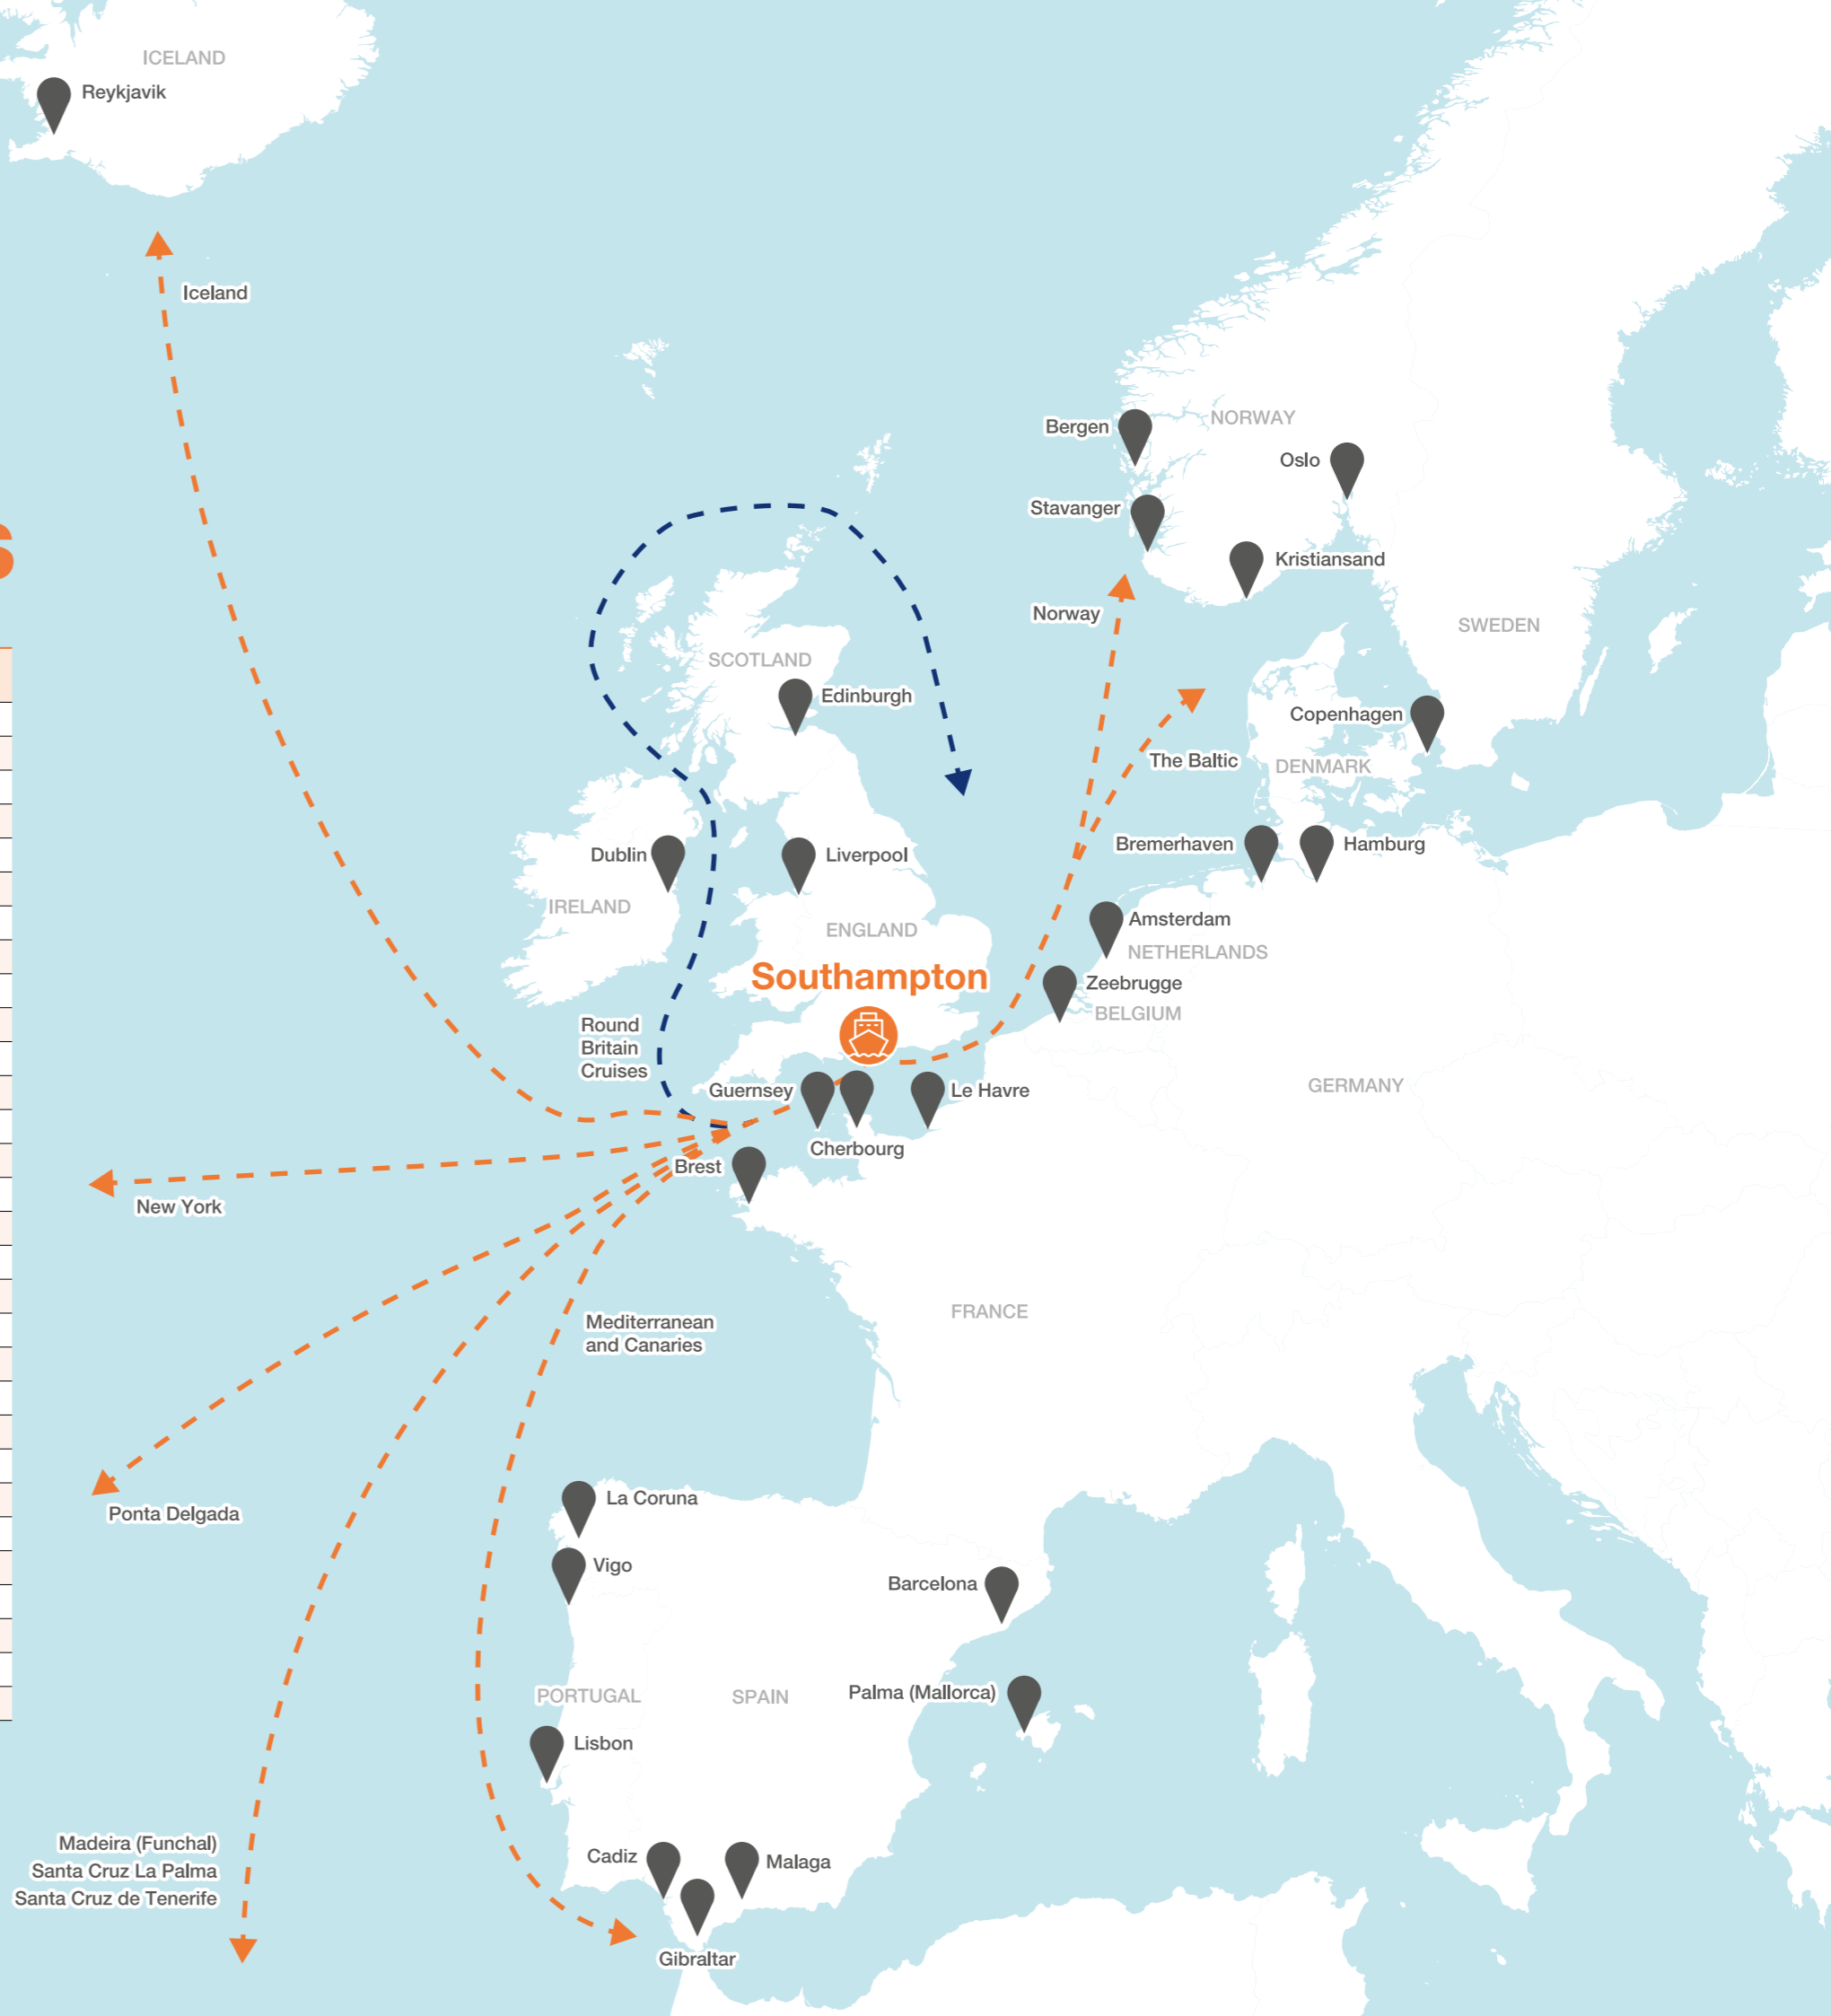 ICELAND
Reykjavik
Iceland
Bergen
NORWAY
Oslo
Stavanger
Kristiansand
S
Norway
SWEDEN
SCOTLAND
Edinburgh
Copenhagen
The Baltic
DENMARK
Bremerhaven
Hamburg
Dublin
Liverpool
IRELAND
Amsterdam
ENGLAND
NETHERLANDS
Southampton
Zeebrugge
BELGIUM
Round
Britain
Cruises
GERMANY
Guernsey
Le Havre
Cherbourg
Brest
New York
FRANCE
Mediterranean
and Canaries
La Coruna
Ponta Delgada
Vigo
Barcelona
Palma (Mallorca)
PORTUGAL
SPAIN
Lisbon
Madeira (Funchal)
Santa Cruz La Palma
Santa Cruz de Tenerife
Cadiz
Malaga
Gibraltar